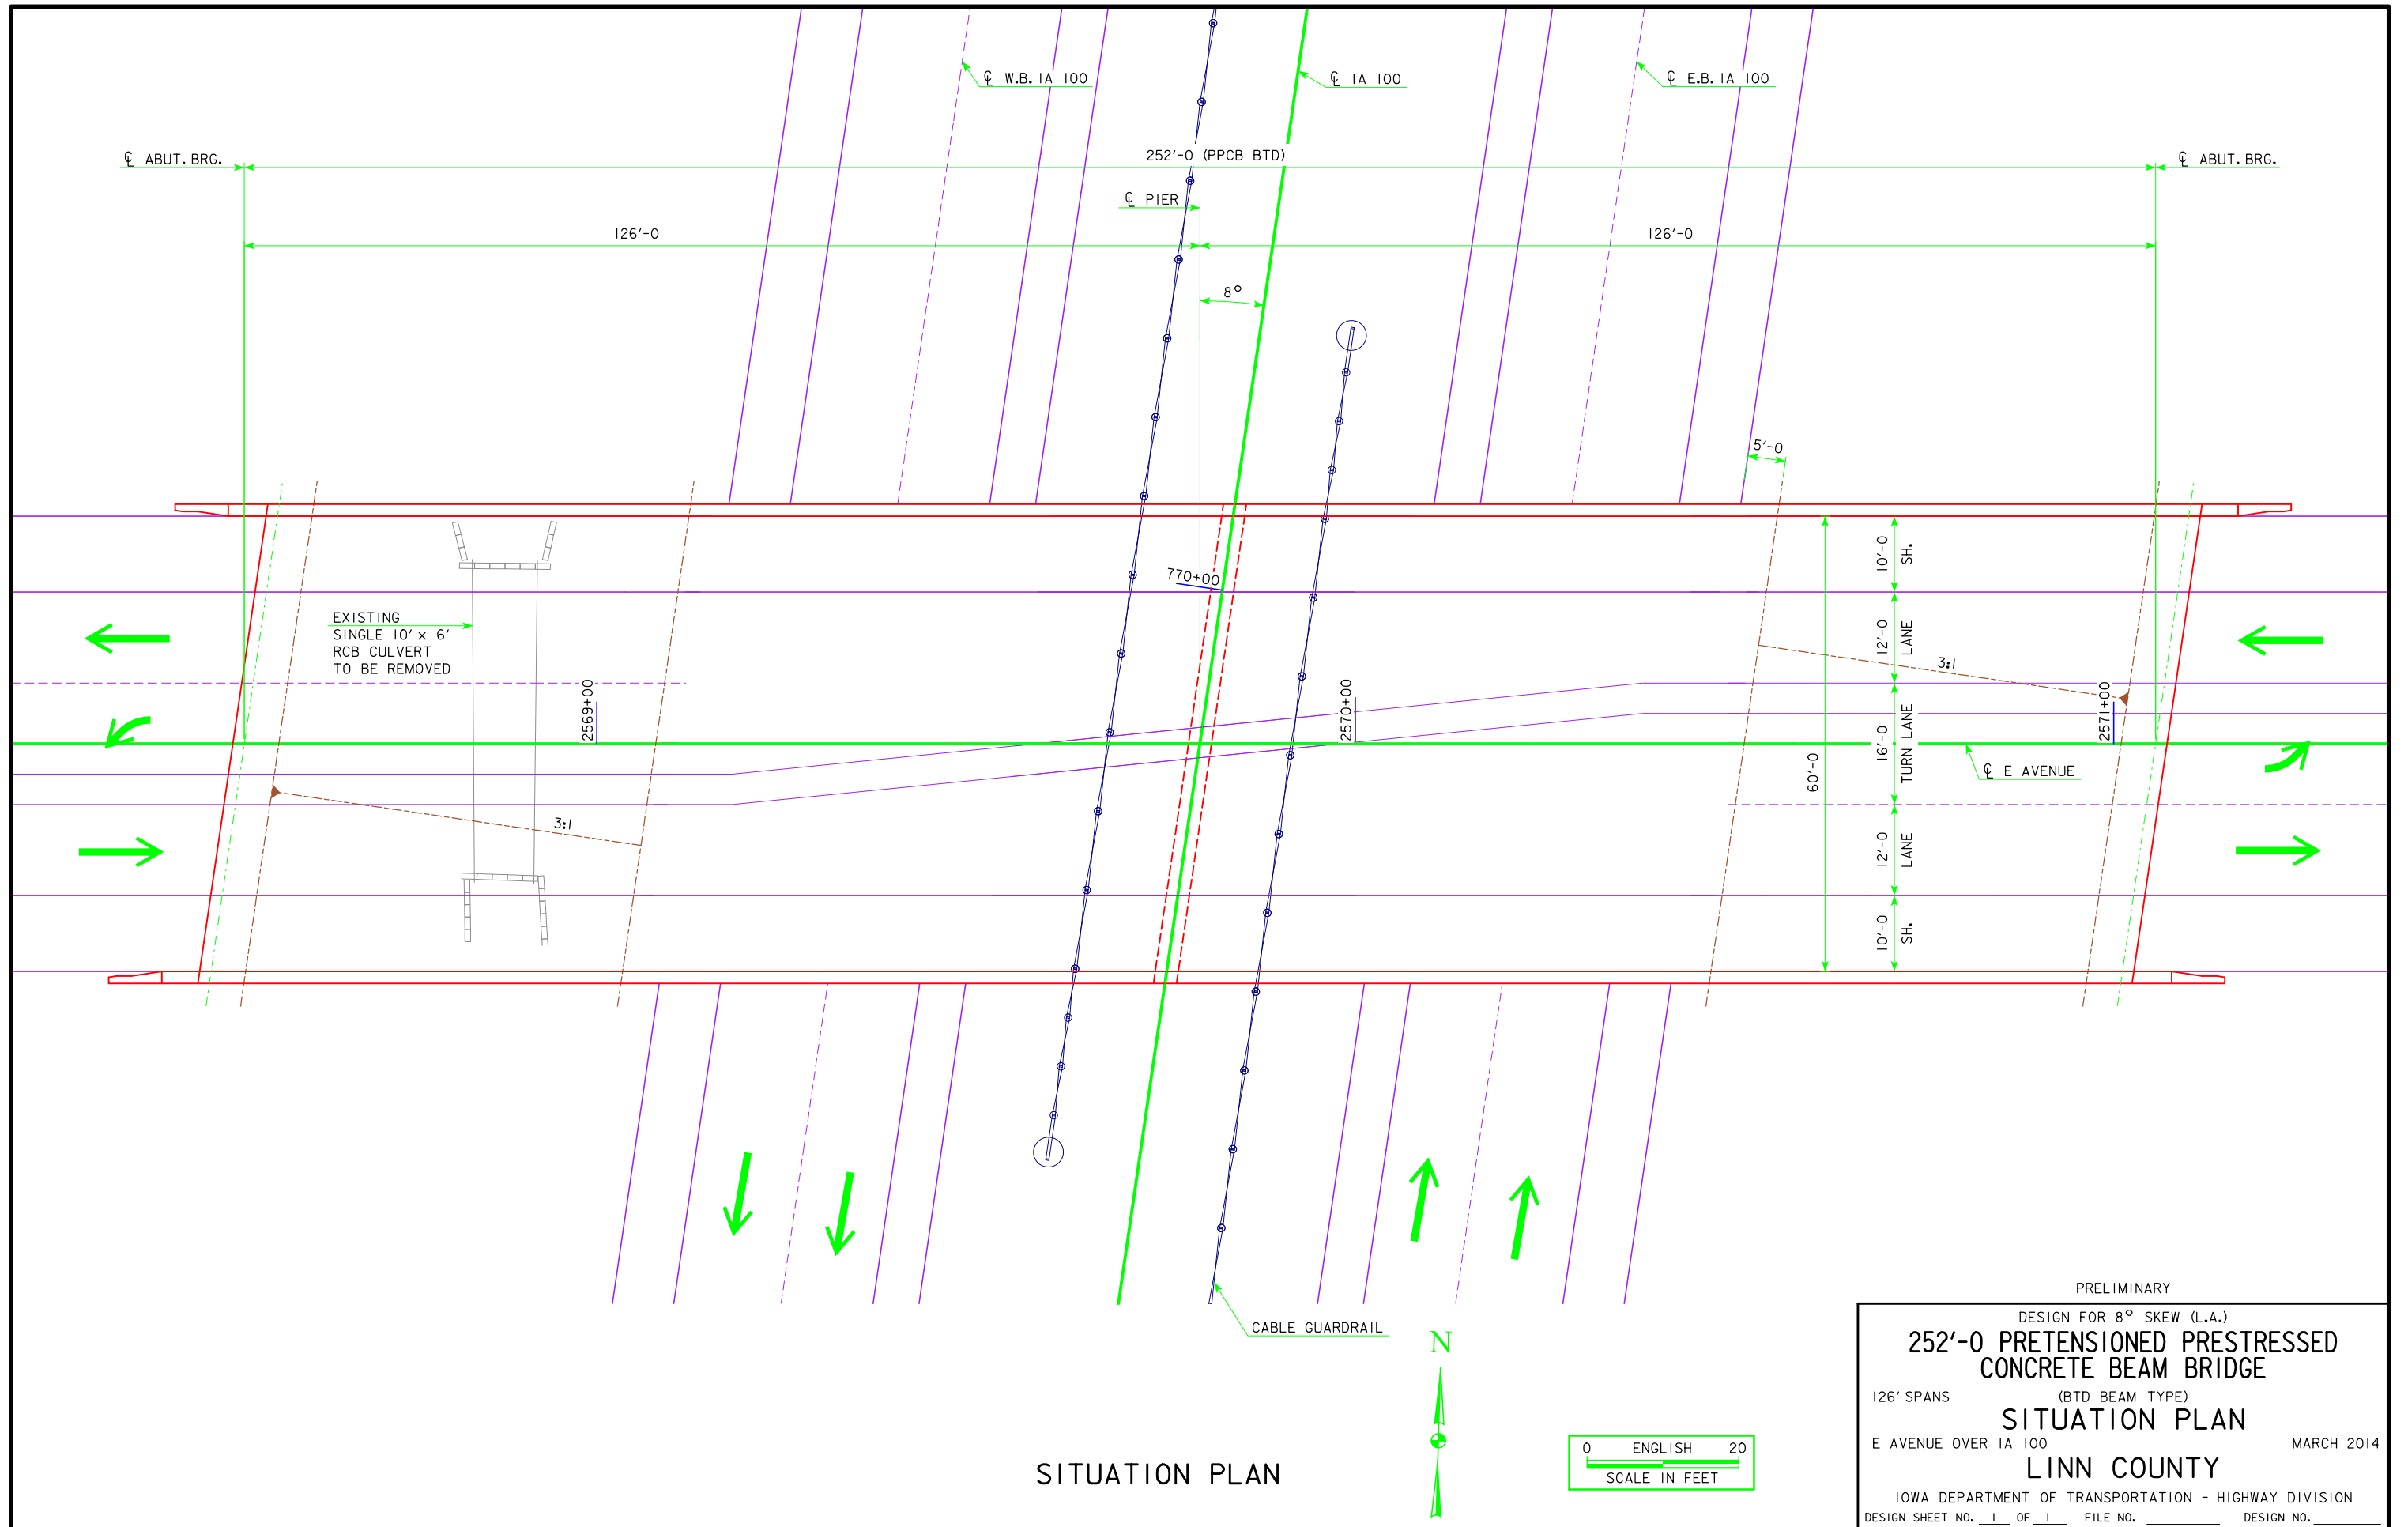 ℄ W.B. IA 100
℄ IA 100
℄ E.B. IA 100
℄ ABUT. BRG.
252'-0 (PPCB BTD)
℄ ABUT. BRG.
℄ PIER
126'-0
126'-0
8°
5'-0
770+00
10'-0
SH.
EXISTING
SINGLE 10' x 6'
RCB CULVERT
TO BE REMOVED
12'-0
LANE
3:1
2569+00
2570+00
2571+00
60'-0
16'-0
TURN LANE
℄ E AVENUE
3:1
12'-0
LANE
10'-0
SH.
CABLE GUARDRAIL
N
SITUATION PLAN
0 ENGLISH 20
SCALE IN FEET
PRELIMINARY
DESIGN FOR 8° SKEW (L.A.)
252'-0 PRETENSIONED PRESTRESSED
CONCRETE BEAM BRIDGE
126' SPANS (BTD BEAM TYPE)
SITUATION PLAN
E AVENUE OVER IA 100 MARCH 2014
LINN COUNTY
IOWA DEPARTMENT OF TRANSPORTATION - HIGHWAY DIVISION
DESIGN SHEET NO. 1 OF 1 FILE NO. ________ DESIGN NO. ________